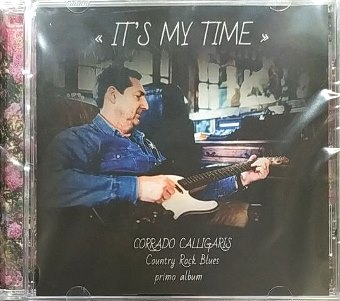 « IT'S MY TIME »
CORRADO CALLIGARIS
Country Rock Blues
primo album